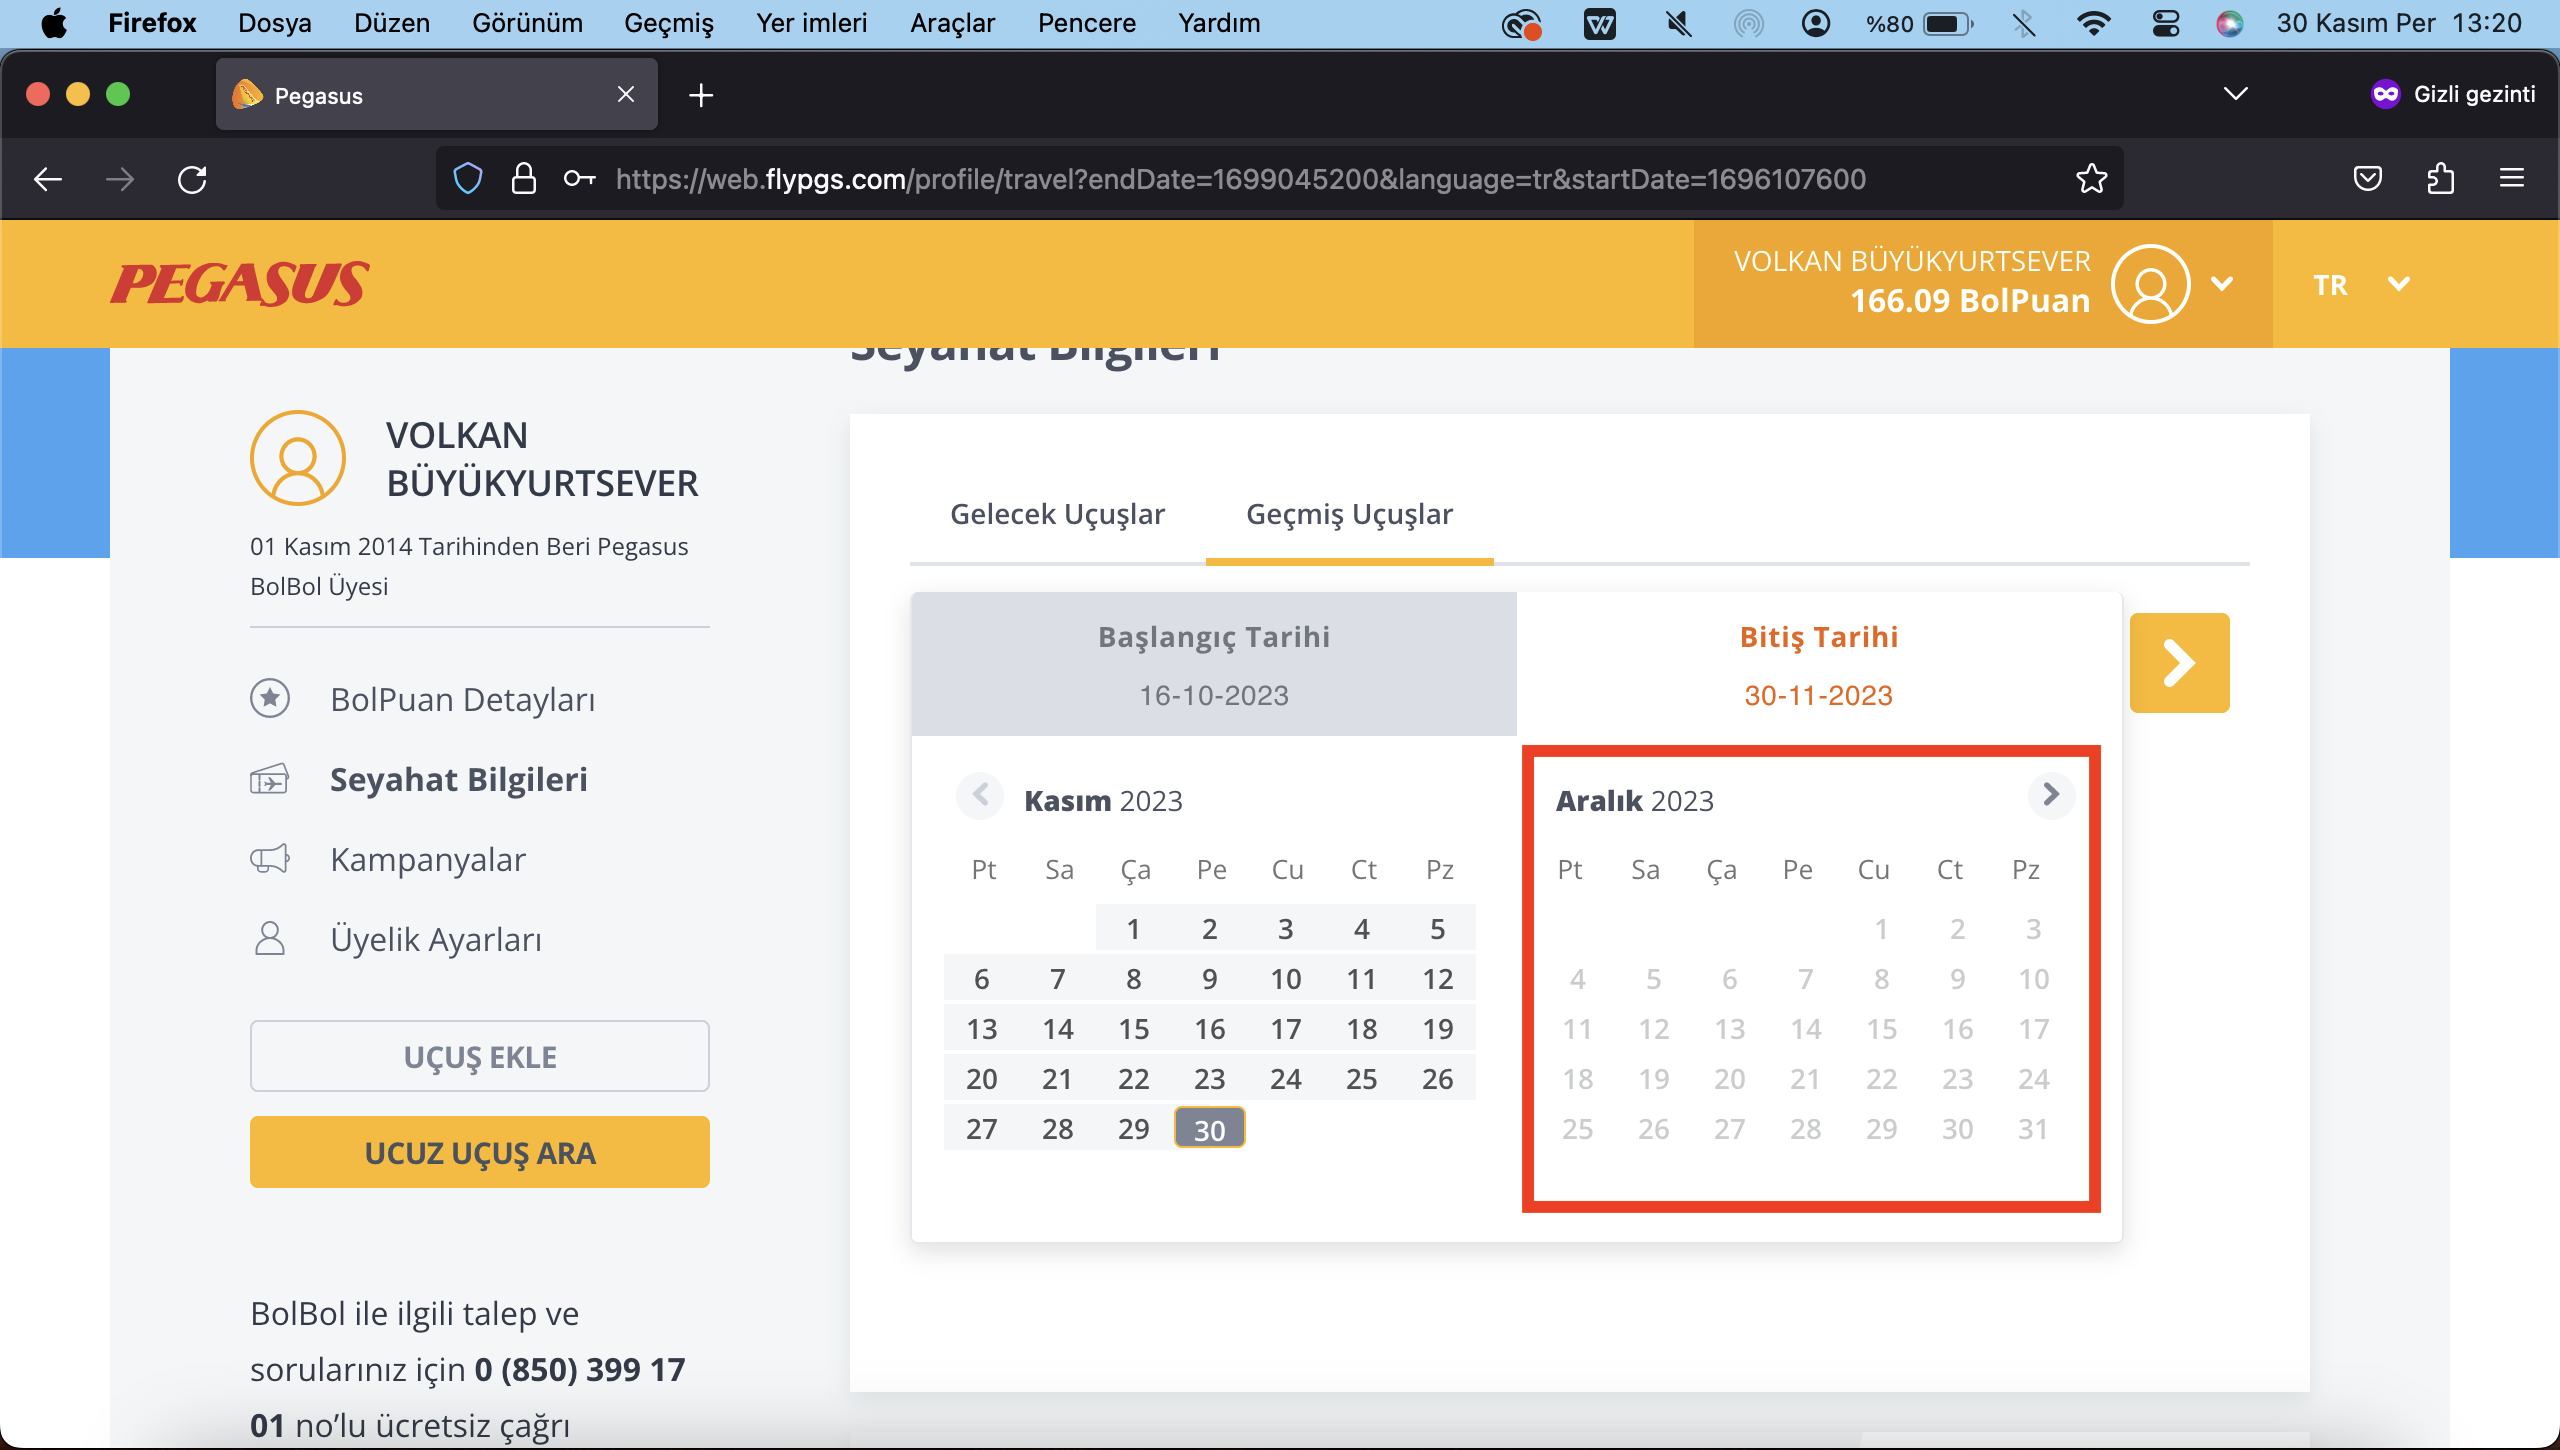 Firefox Dosya Düzen Görünüm Geçmiş Yer imleri Araçlar Pencere Yardım %80 30 Kasım Per 13:20
Pegasus
Gizli gezinti
https://web.flypgs.com/profile/travel?endDate=1699045200&language=tr&startDate=1696107600
PEGASUS
VOLKAN BÜYÜKYURTSEVER
166.09 BolPuan
TR
Seyahat Bilgileri
VOLKAN
BÜYÜKYURTSEVER
01 Kasım 2014 Tarihinden Beri Pegasus
BolBol Üyesi
BolPuan Detayları
Seyahat Bilgileri
Kampanyalar
Üyelik Ayarları
UÇUŞ EKLE
UCUZ UÇUŞ ARA
BolBol ile ilgili talep ve
sorularınız için 0 (850) 399 17
01 no'lu ücretsiz çağrı
Gelecek Uçuşlar Geçmiş Uçuşlar
Başlangıç Tarihi
16-10-2023
Bitiş Tarihi
30-11-2023
Kasım 2023
Pt Sa Ça Pe Cu Ct Pz
1 2 3 4 5
6 7 8 9 10 11 12
13 14 15 16 17 18 19
20 21 22 23 24 25 26
27 28 29 30
Aralık 2023
Pt Sa Ça Pe Cu Ct Pz
1 2 3
4 5 6 7 8 9 10
11 12 13 14 15 16 17
18 19 20 21 22 23 24
25 26 27 28 29 30 31